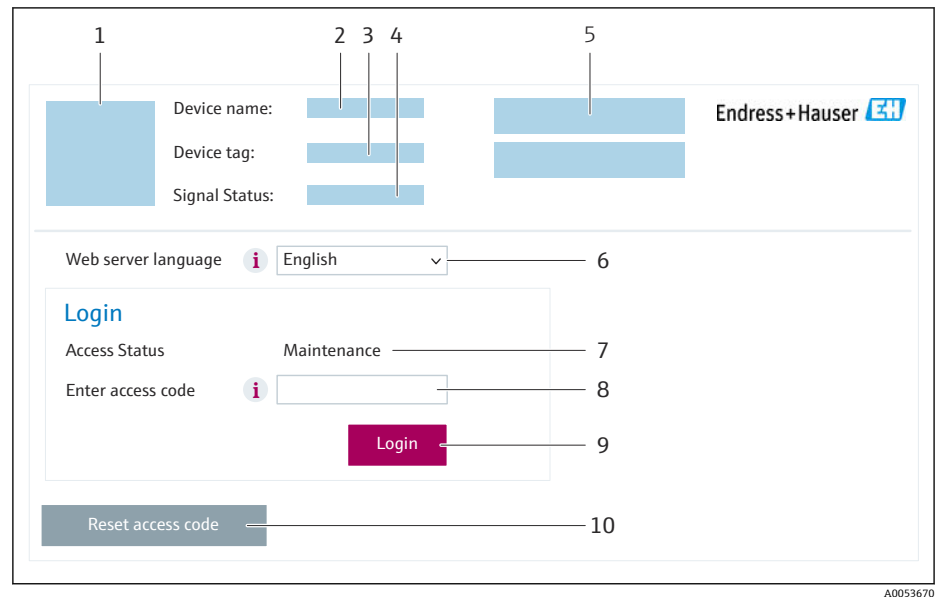 1 2 3 4 5
Device name:
Endress+Hauser EH
Device tag:
Signal Status:
Web server language i English 6
Login
Access Status Maintenance 7
Enter access code i 8
Login 9
Reset access code 10
A0053670